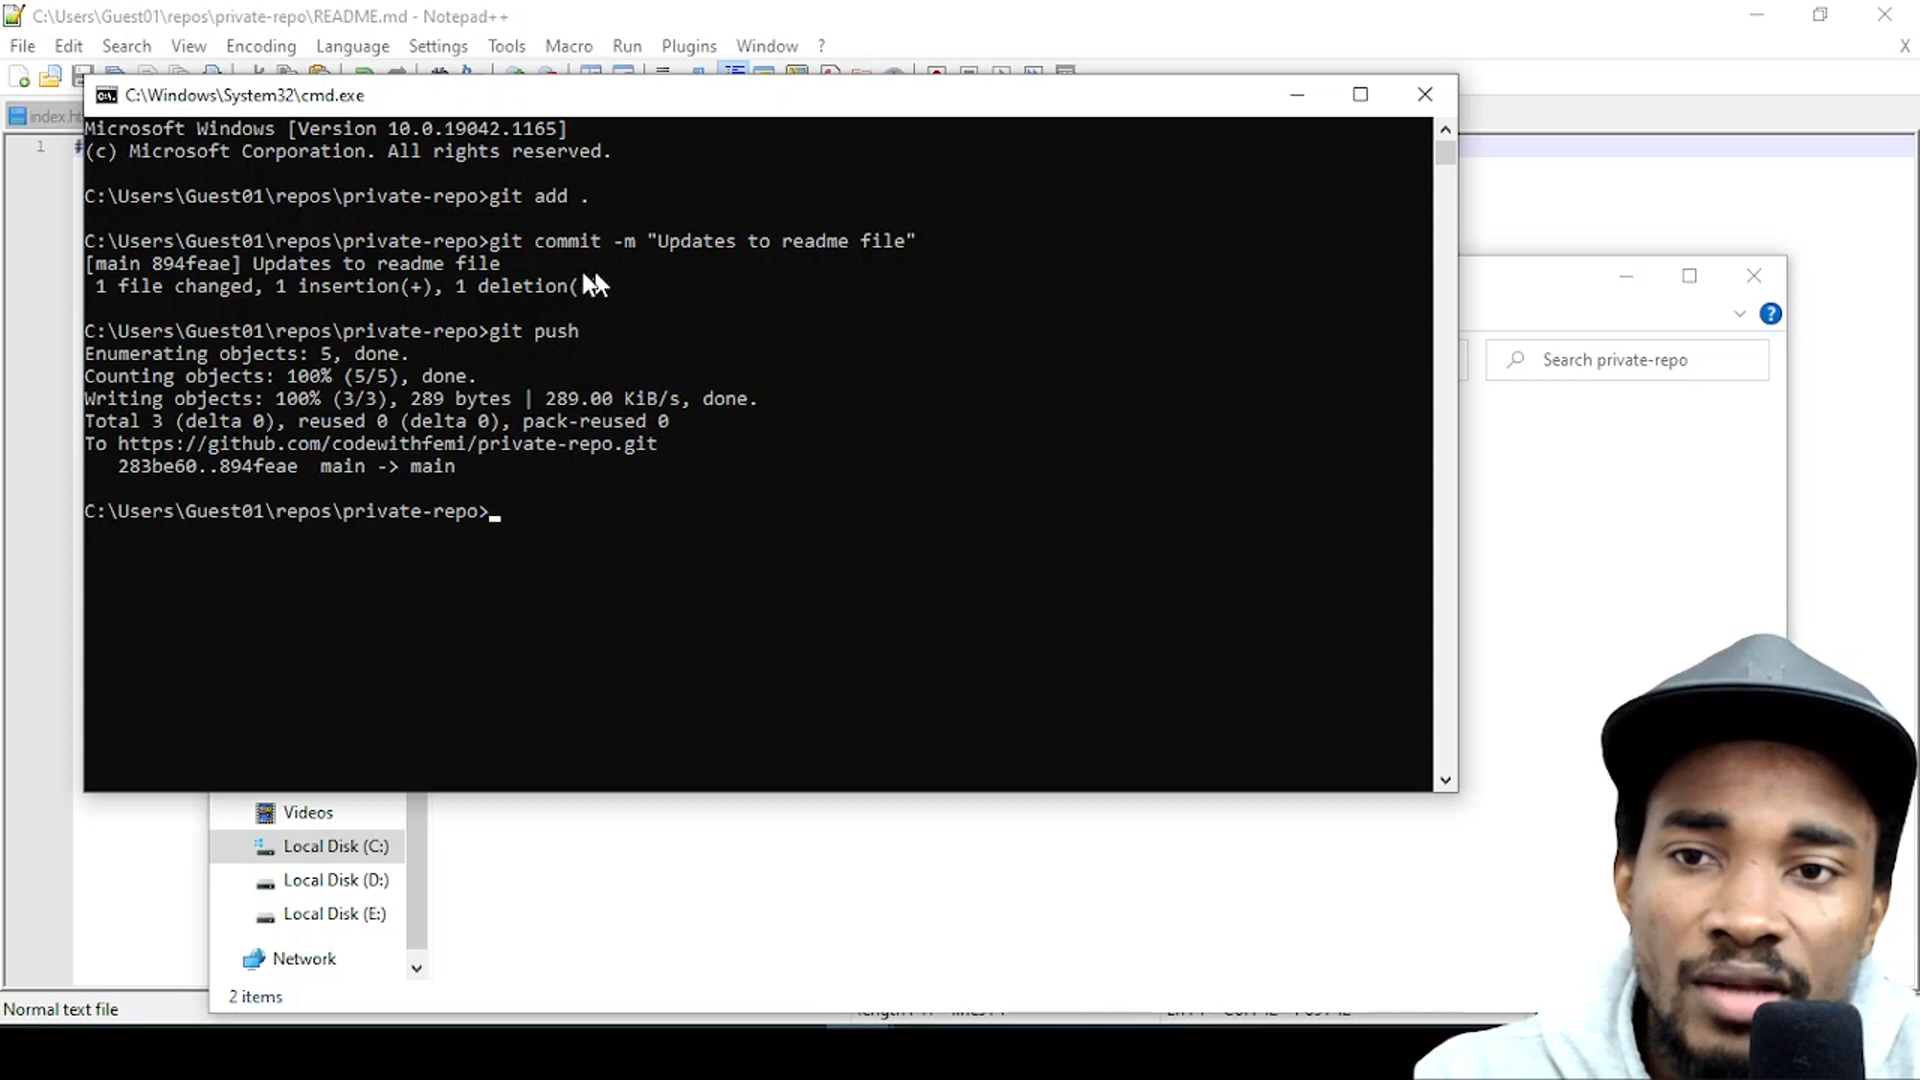 C:\Users\Guest01\repos\private-repo\README.md - Notepad++
File Edit Search View Encoding Language Settings Tools Macro Run Plugins Window ? X
C:\Windows\System32\cmd.exe
1 #
Microsoft Windows [Version 10.0.19042.1165]
(c) Microsoft Corporation. All rights reserved.
C:\Users\Guest01\repos\private-repo>git add .
C:\Users\Guest01\repos\private-repo>git commit -m "Updates to readme file"
[main 894feae] Updates to readme file
1 file changed, 1 insertion(+), 1 deletion(
C:\Users\Guest01\repos\private-repo>git push
Enumerating objects: 5, done.
Counting objects: 100% (5/5), done.
Writing objects: 100% (3/3), 289 bytes | 289.00 KiB/s, done.
Total 3 (delta 0), reused 0 (delta 0), pack-reused 0
To https://github.com/codewithfemi/private-repo.git
283be60..894feae main -> main
C:\Users\Guest01\repos\private-repo>
Search private-repo
Videos
Local Disk (C:)
Local Disk (D:)
Local Disk (E:)
Network
2 items
Normal text file